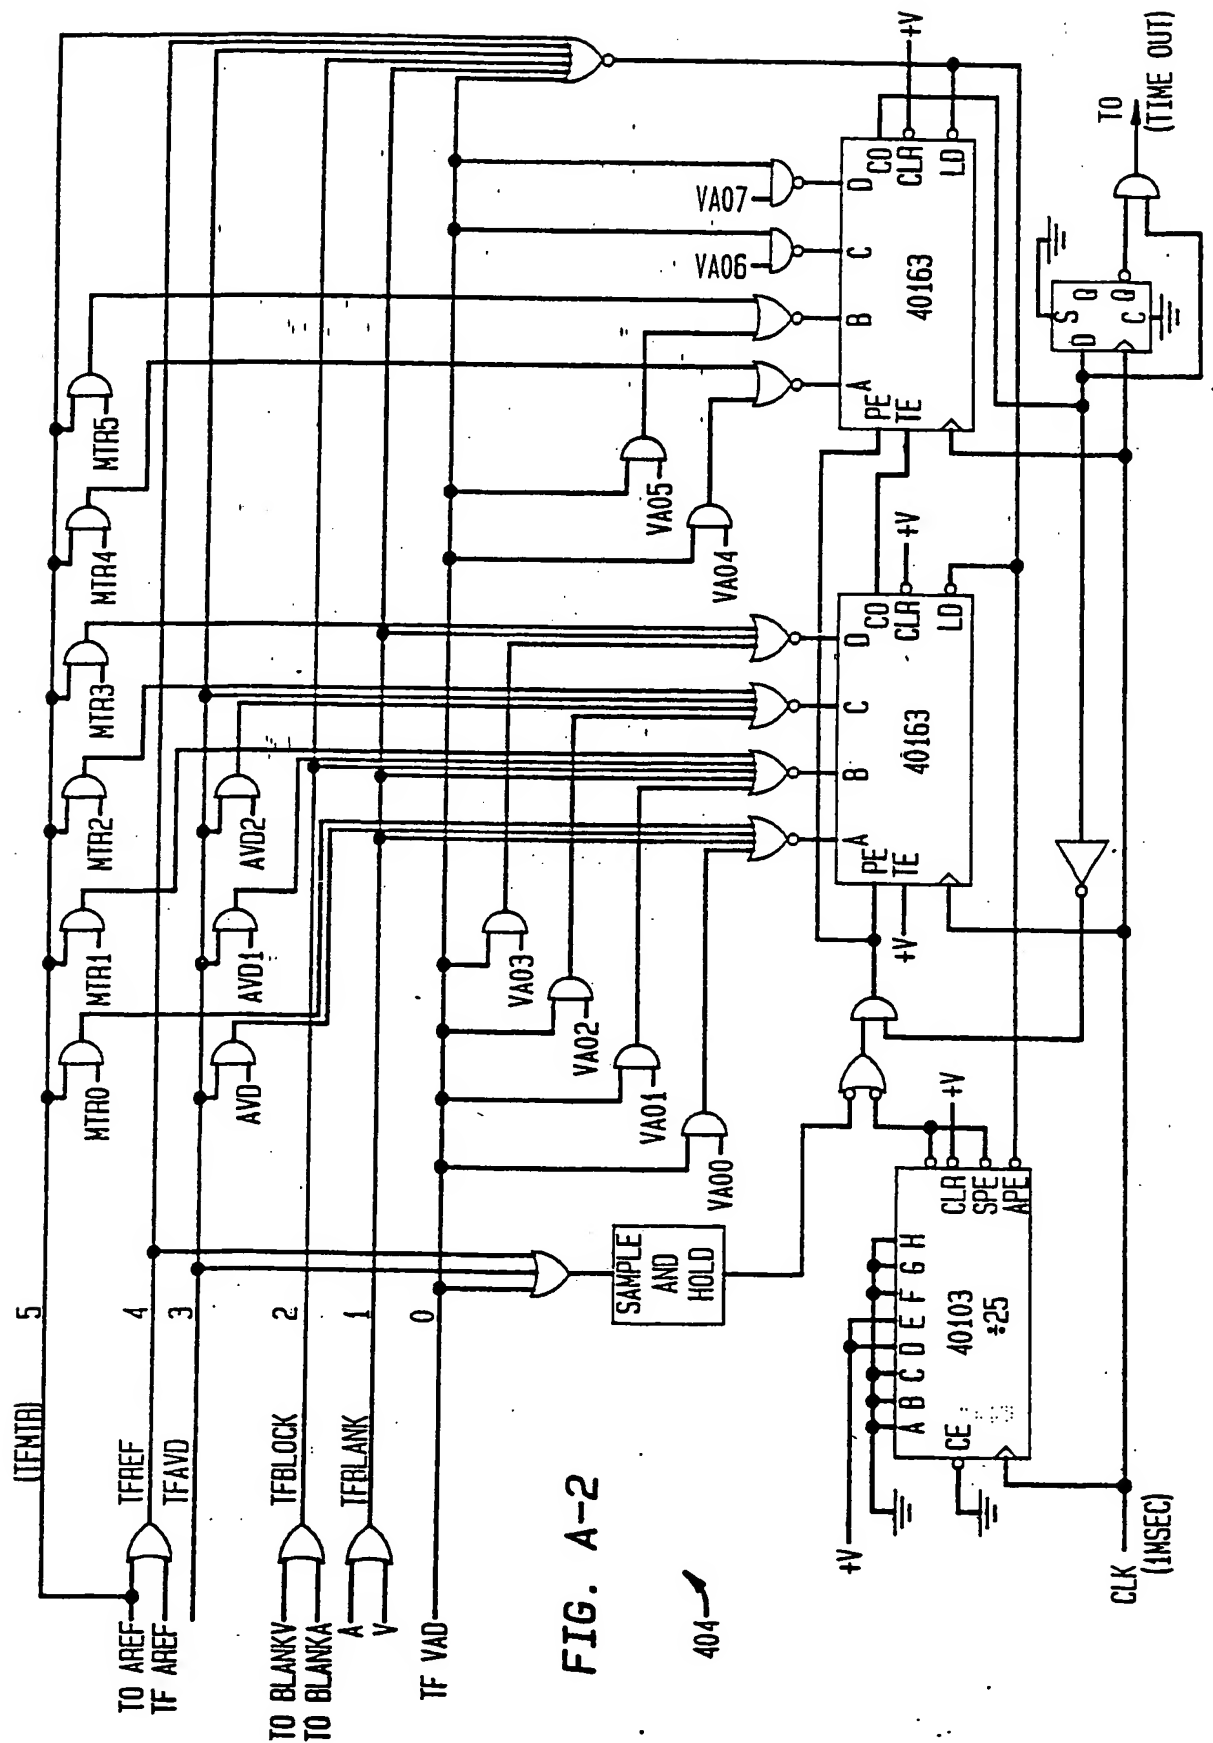 (TFMTR)
5
TO AREF
TF AREF
TFREF
4
TFAVD
3
TO BLANKV
TO BLANKA
TFBLOCK
2
A
V
TFBLANK
1
TF VAD
0
MTR0
MTR1
MTR2
MTR3
MTR4
MTR5
AVD
AVD1
AVD2
VA00
VA01
VA02
VA03
VA04
VA05
VA06
VA07
SAMPLE
AND
HOLD
FIG. A-2
404
+V
A B C D E F G H
CE
40103
÷25
CLR
SPE
APE
+V
+V
PE
TE
A B C D
40163
CO
CLR
LD
+V
PE
TE
A B C D
40163
CO
CLR
LD
+V
D
S
Q
C
Q
TO
(TIME OUT)
CLK
(1MSEC)